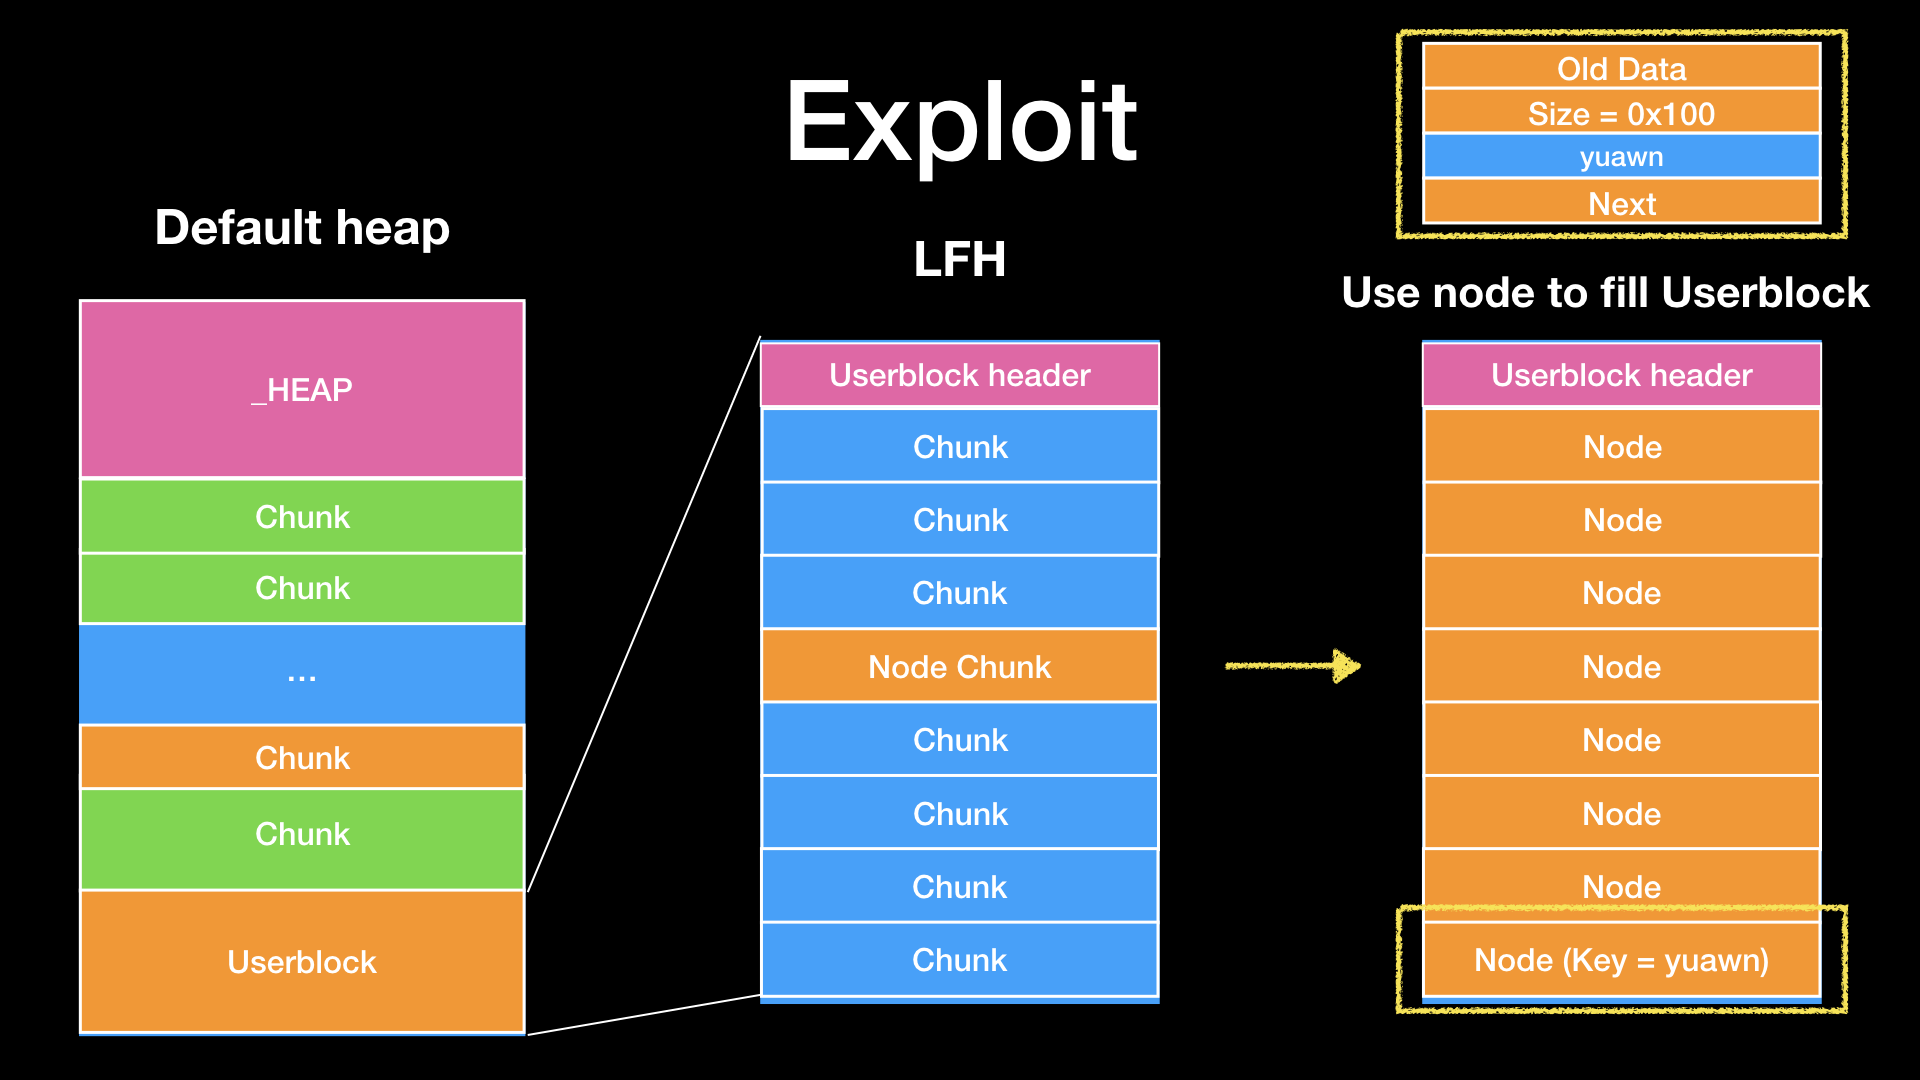 Exploit
Default heap
_HEAP
Chunk
Chunk
...
Chunk
Chunk
Userblock
LFH
Userblock header
Chunk
Chunk
Chunk
Node Chunk
Chunk
Chunk
Chunk
Chunk
Old Data
Size = 0x100
yuawn
Next
Use node to fill Userblock
Userblock header
Node
Node
Node
Node
Node
Node
Node
Node (Key = yuawn)